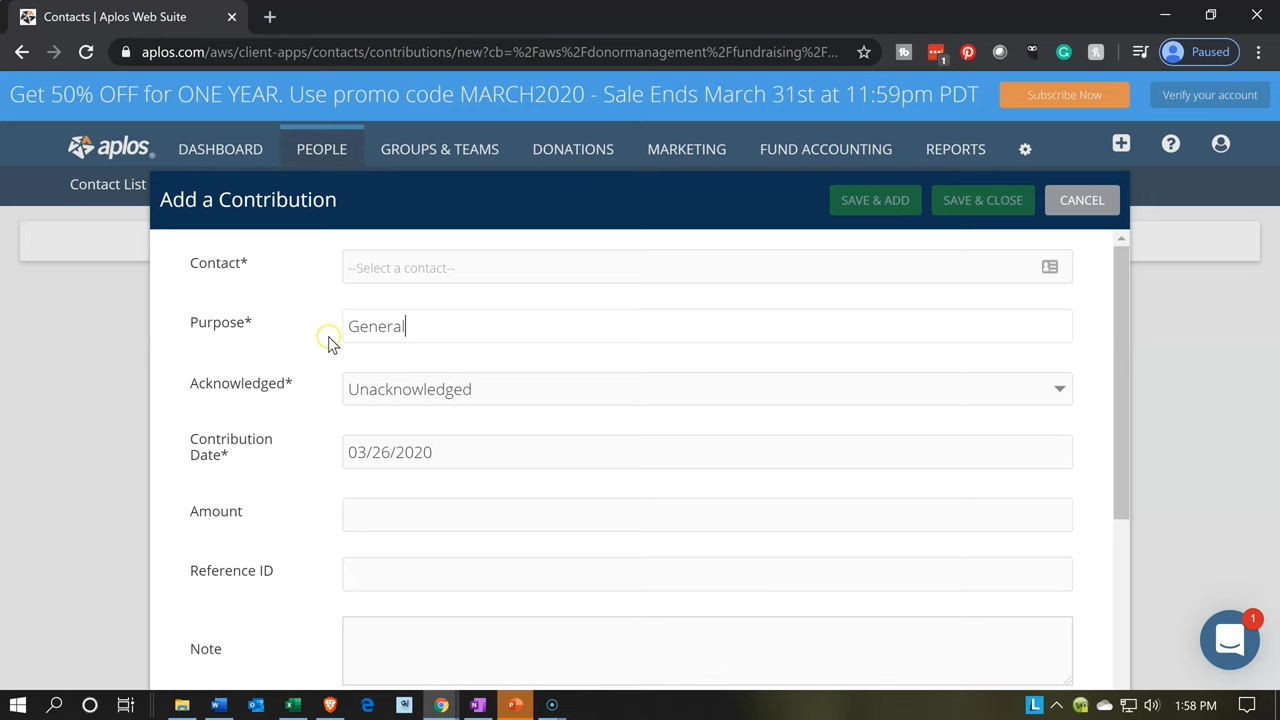 Contacts | Aplos Web Suite
aplos.com/aws/client-apps/contacts/contributions/new?cb=%2Faws%2Fdonormanagement%2Ffundraising%2F...
1
Paused
Get 50% OFF for ONE YEAR. Use promo code MARCH2020 - Sale Ends March 31st at 11:59pm PDT
Subscribe Now
Verify your account
aplos
DASHBOARD
PEOPLE
GROUPS & TEAMS
DONATIONS
MARKETING
FUND ACCOUNTING
REPORTS
Contact List
Add a Contribution
SAVE & ADD
SAVE & CLOSE
CANCEL
Contact*
--Select a contact--
Purpose*
General
Acknowledged*
Unacknowledged
Contribution
Date*
03/26/2020
Amount
Reference ID
Note
1
1:58 PM